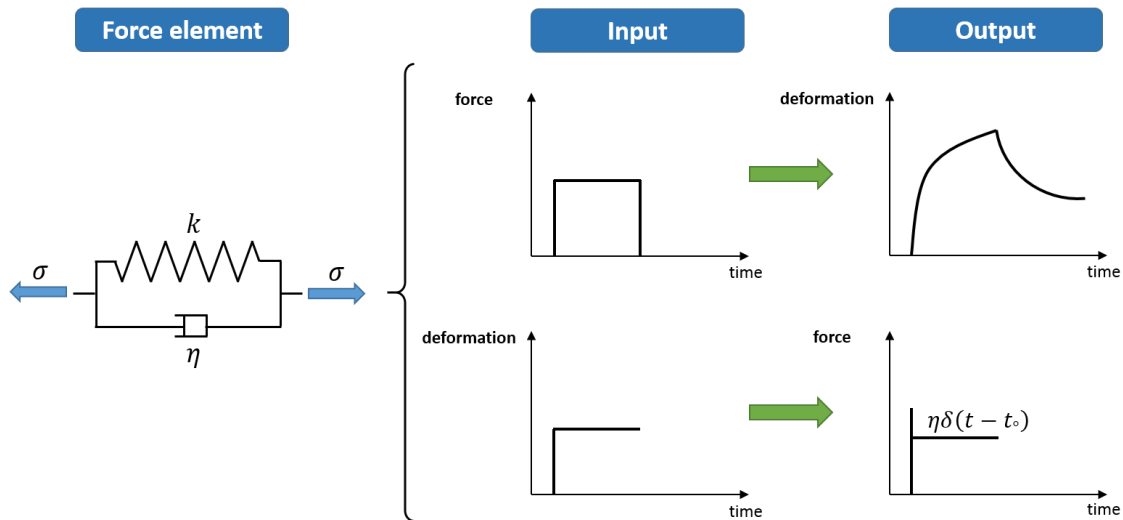 Force element
Input
Output
force
time
deformation
time
k
σ
σ
η
deformation
time
force
ηδ(t − t∘)
time